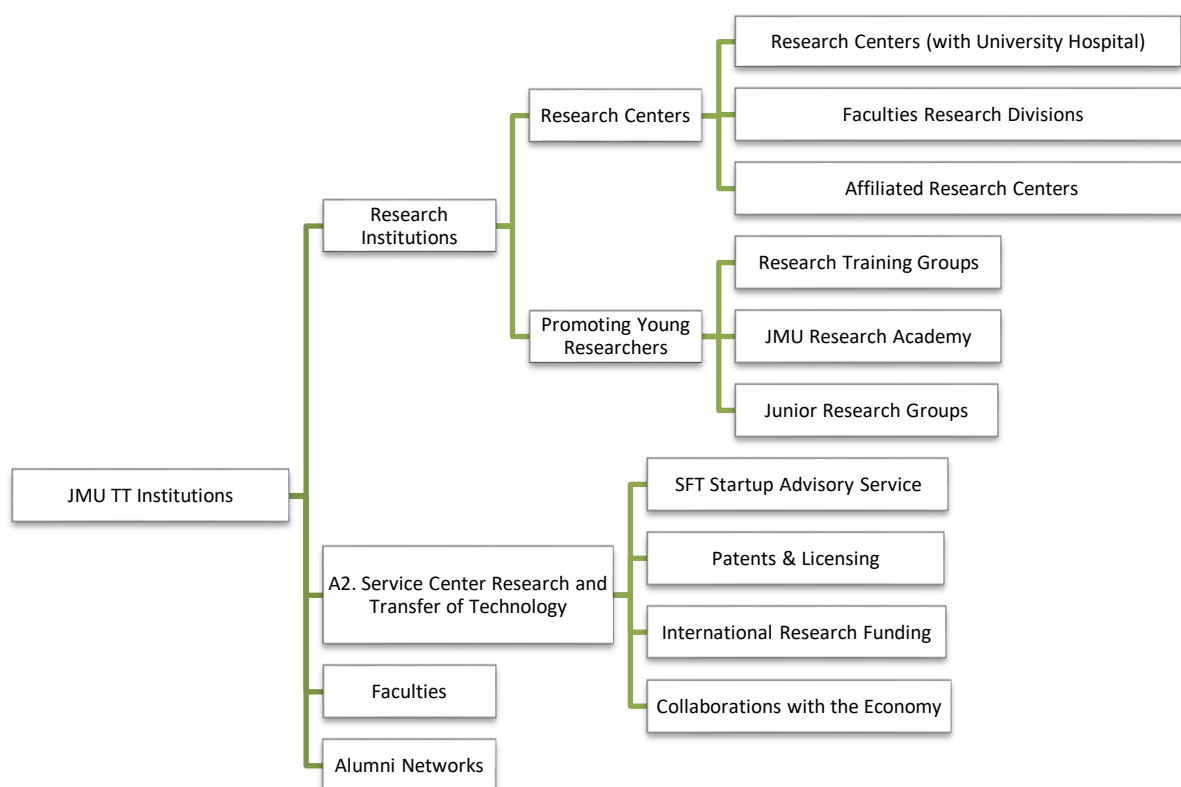 JMU TT Institutions
Research
Institutions
Research Centers
Research Centers (with University Hospital)
Faculties Research Divisions
Affiliated Research Centers
Promoting Young
Researchers
Research Training Groups
JMU Research Academy
Junior Research Groups
A2. Service Center Research and
Transfer of Technology
SFT Startup Advisory Service
Patents & Licensing
International Research Funding
Collaborations with the Economy
Faculties
Alumni Networks